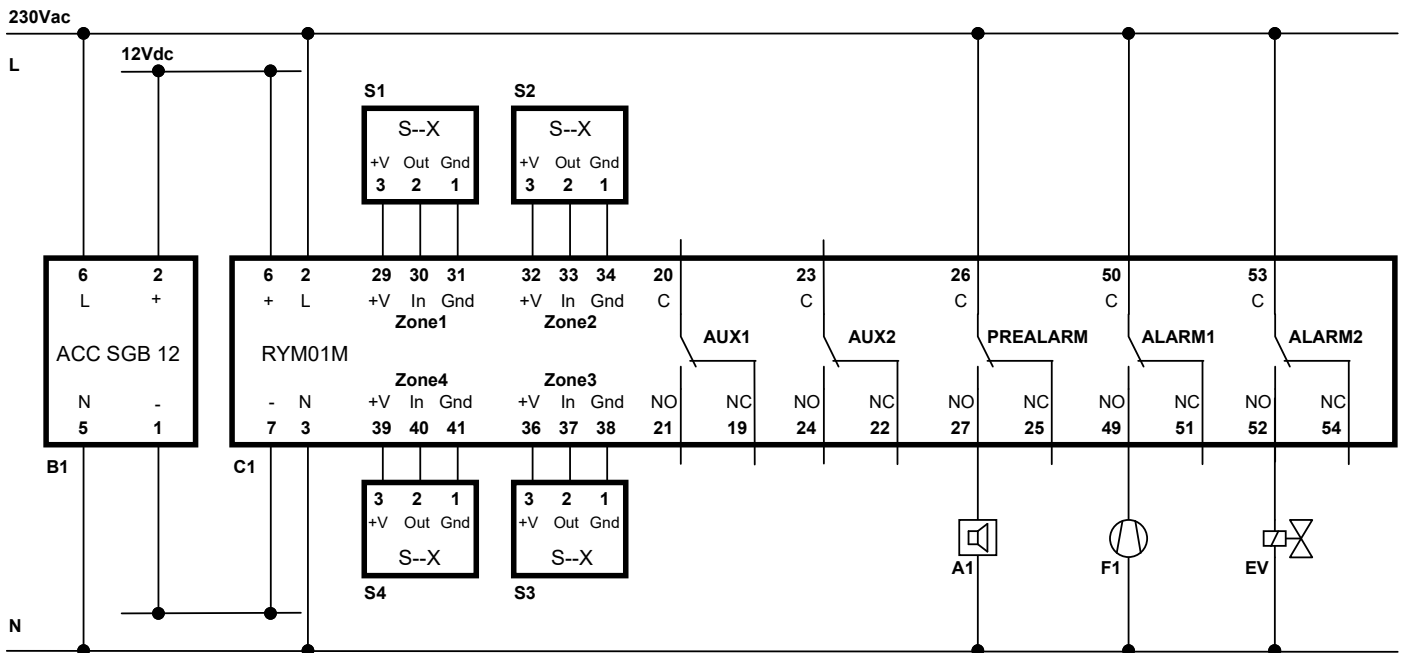 230Vac
L
12Vdc
S1 S2
S--X S--X
+V Out Gnd +V Out Gnd
3 2 1 3 2 1
6 2 6 2 29 30 31 32 33 34 20 23 26 50 53
L + + L +V In Gnd +V In Gnd C C C C C
Zone1 Zone2
AUX1 AUX2 PREALARM ALARM1 ALARM2
ACC SGB 12 RYM01M
Zone4 Zone3
N - - N +V In Gnd +V In Gnd NO NC NO NC NO NC NO NC NO NC
5 1 7 3 39 40 41 36 37 38 21 19 24 22 27 25 49 51 52 54
B1 C1
3 2 1 3 2 1
+V Out Gnd +V Out Gnd
S--X S--X
A1 F1 EV
S4 S3
N